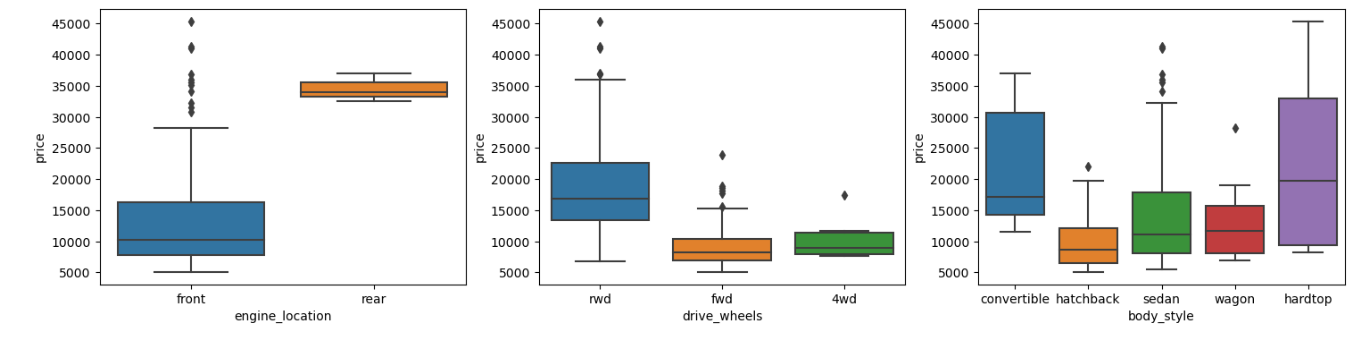 45000
40000
35000
30000
25000
20000
15000
10000
5000
price
front
rear
engine_location
45000
40000
35000
30000
25000
20000
15000
10000
5000
price
rwd
fwd
4wd
drive_wheels
45000
40000
35000
30000
25000
20000
15000
10000
5000
price
convertible
hatchback
sedan
wagon
hardtop
body_style